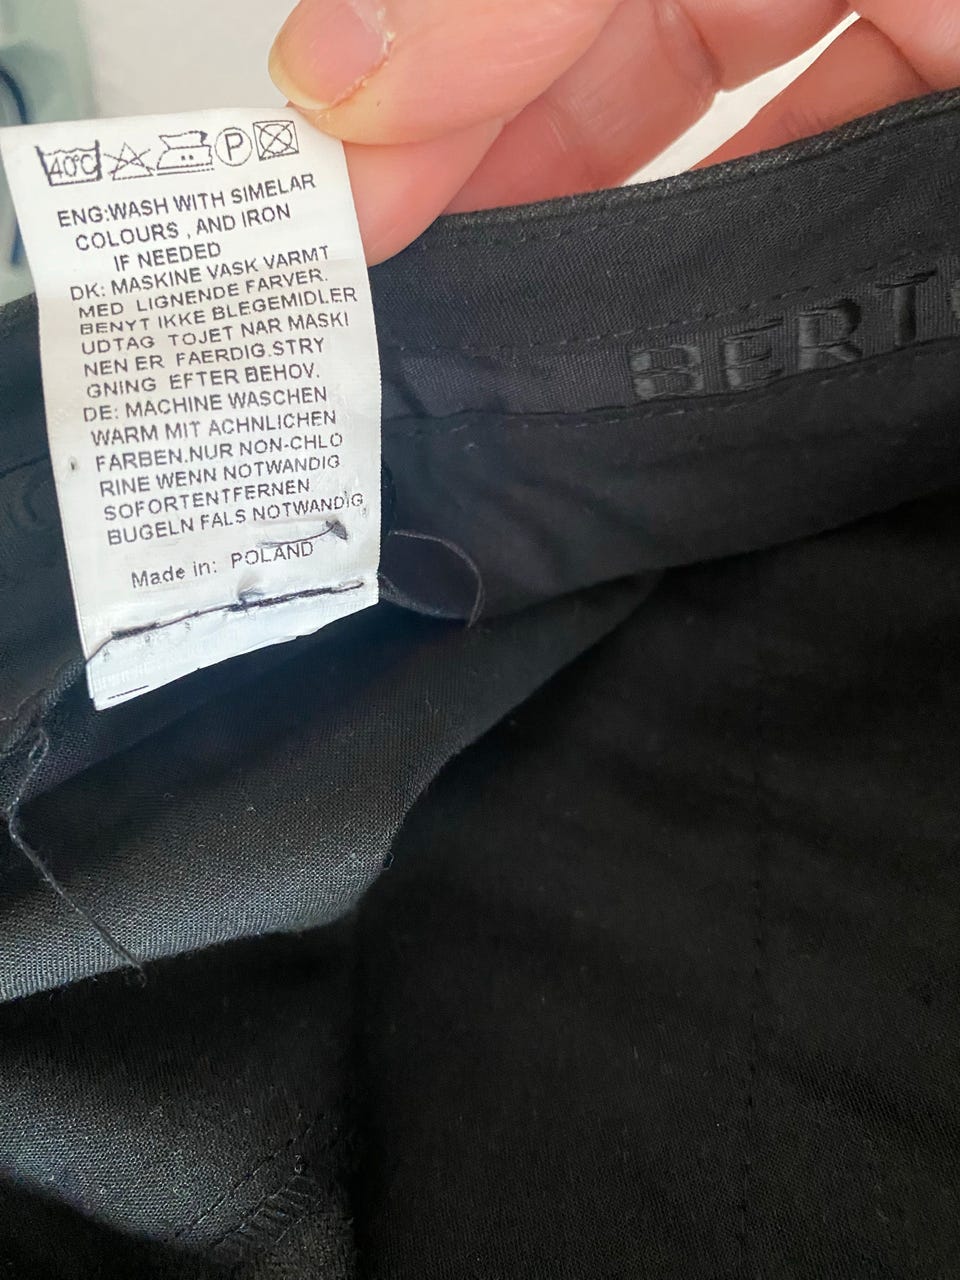 40°C P
ENG:WASH WITH SIMELAR
COLOURS , AND IRON
IF NEEDED
DK: MASKINE VASK VARMT
MED LIGNENDE FARVER.
BENYT IKKE BLEGEMIDLER
UDTAG TOJET NAR MASKI
NEN ER FAERDIG.STRY
GNING EFTER BEHOV.
DE: MACHINE WASCHEN
WARM MIT ACHNLICHEN
FARBEN.NUR NON-CHLO
RINE WENN NOTWANDIG
SOFORTENTFERNEN
BUGELN FALS NOTWANDIG
Made in: POLAND
BERT